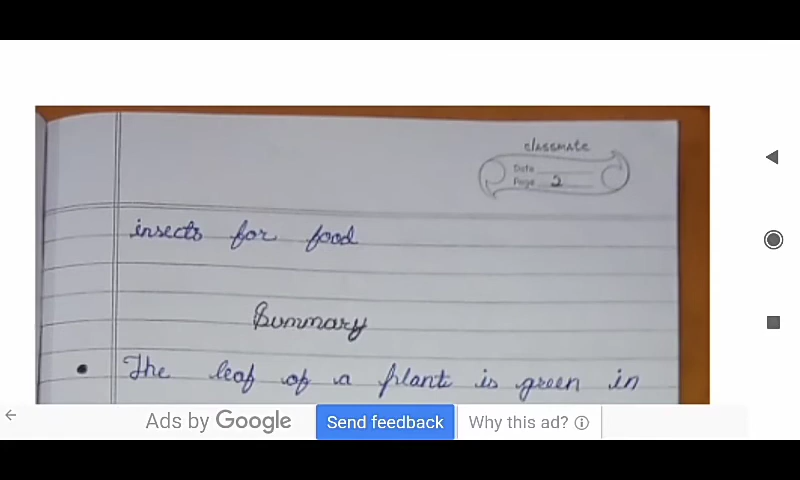 classmate
Date
Page 2
insects for food
Summary
The leaf of a plant is green in
Ads by Google
Send feedback
Why this ad?